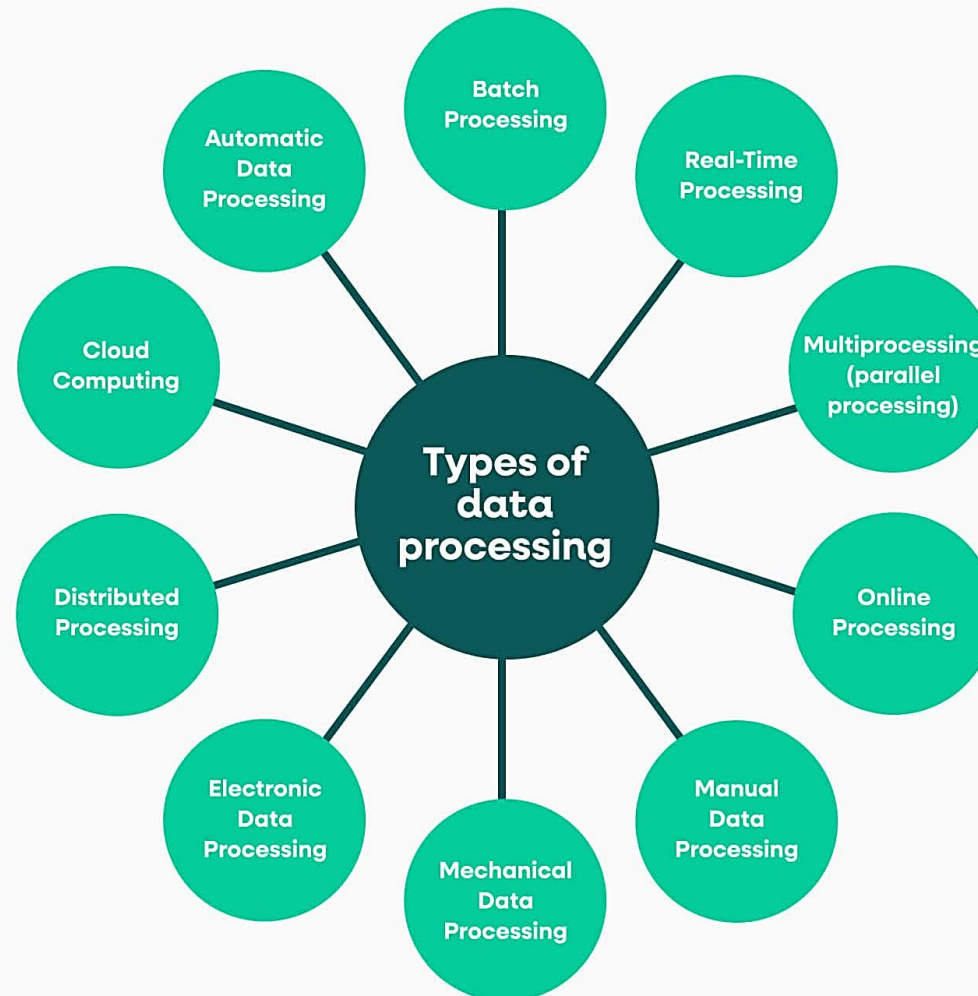 Batch
Processing
Real-Time
Processing
Multiprocessing
(parallel
processing)
Online
Processing
Manual
Data
Processing
Mechanical
Data
Processing
Electronic
Data
Processing
Distributed
Processing
Cloud
Computing
Automatic
Data
Processing
Types of
data
processing